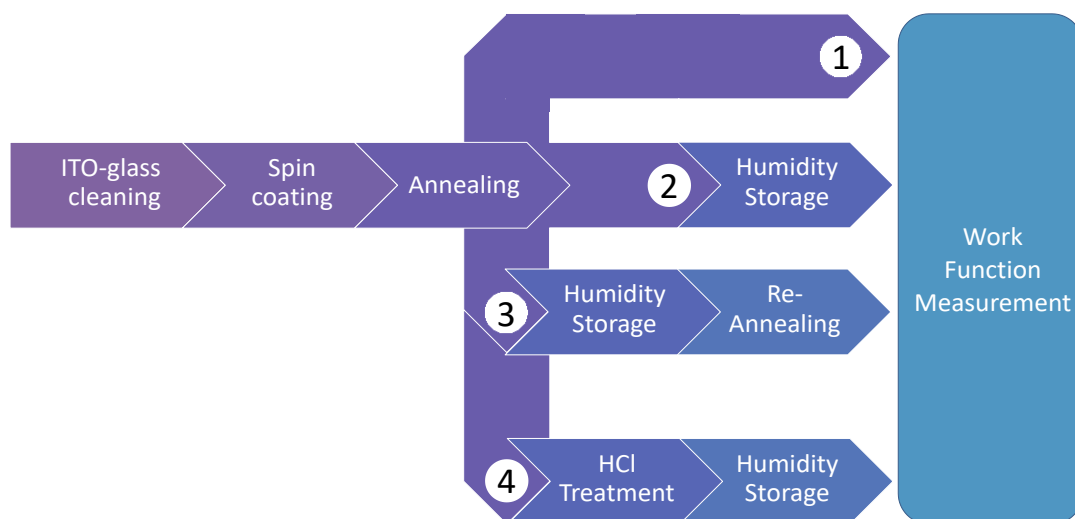 1
ITO-glass
cleaning
Spin
coating
Annealing
2
Humidity
Storage
3
Humidity
Storage
Re-
Annealing
4
HCl
Treatment
Humidity
Storage
Work
Function
Measurement